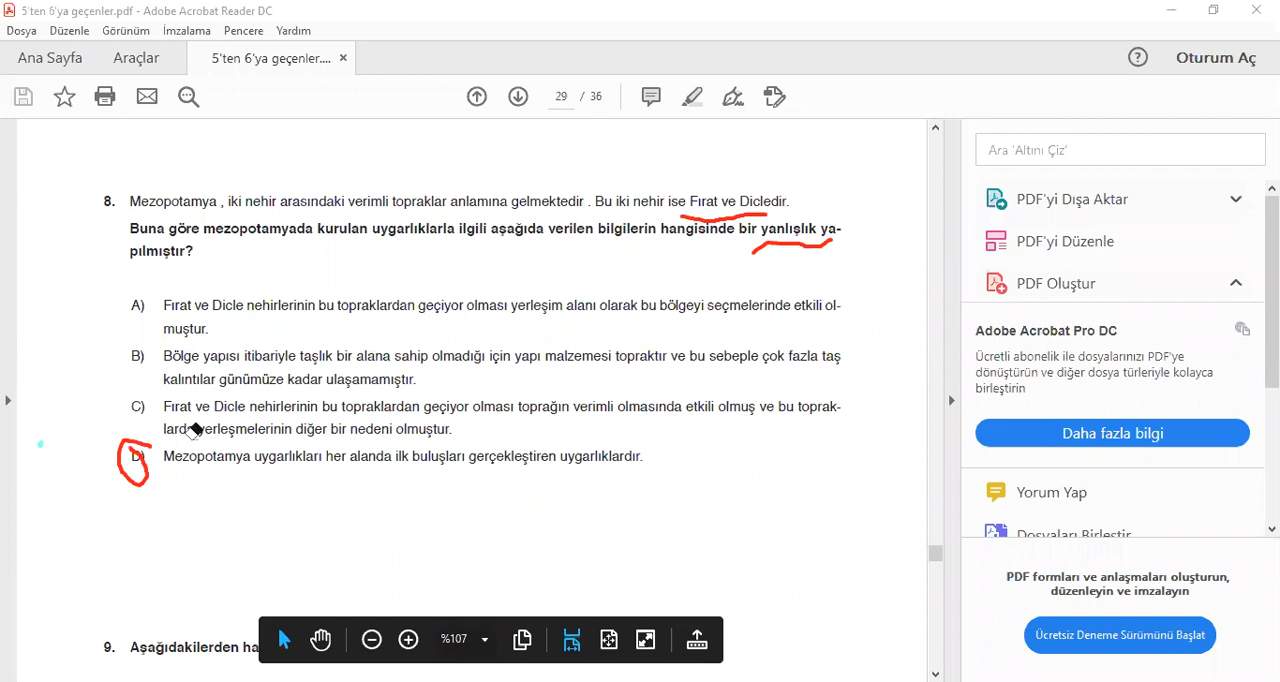 5'ten 6'ya geçenler.pdf - Adobe Acrobat Reader DC
Dosya Düzenle Görünüm İmzalama Pencere Yardım
Ana Sayfa Araçlar 5'ten 6'ya geçenler.... × Oturum Aç
29 / 36
8. Mezopotamya , iki nehir arasındaki verimli topraklar anlamına gelmektedir . Bu iki nehir ise Fırat ve Dicledir.
Buna göre mezopotamyada kurulan uygarlıklarla ilgili aşağıda verilen bilgilerin hangisinde bir yanlışlık ya-
pılmıştır?
A) Fırat ve Dicle nehirlerinin bu topraklardan geçiyor olması yerleşim alanı olarak bu bölgeyi seçmelerinde etkili ol-
muştur.
B) Bölge yapısı itibariyle taşlık bir alana sahip olmadığı için yapı malzemesi topraktır ve bu sebeple çok fazla taş
kalıntılar günümüze kadar ulaşamamıştır.
C) Fırat ve Dicle nehirlerinin bu topraklardan geçiyor olması toprağın verimli olmasında etkili olmuş ve bu toprak-
larda yerleşmelerinin diğer bir nedeni olmuştur.
D) Mezopotamya uygarlıkları her alanda ilk buluşları gerçekleştiren uygarlıklardır.
9. Aşağıdakilerden ha
%107
Ara 'Altını Çiz'
PDF'yi Dışa Aktar
PDF'yi Düzenle
PDF Oluştur
Adobe Acrobat Pro DC
Ücretli abonelik ile dosyalarınızı PDF'ye
dönüştürün ve diğer dosya türleriyle kolayca
birleştirin
Daha fazla bilgi
Yorum Yap
Dosyaları Birleştir
PDF formları ve anlaşmaları oluşturun,
düzenleyin ve imzalayın
Ücretsiz Deneme Sürümünü Başlat